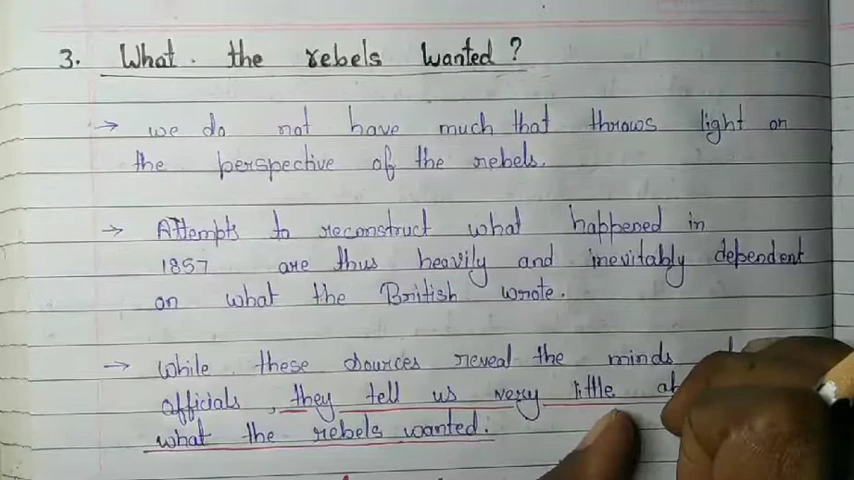 3. What the rebels wanted?
→ we do not have much that throws light on
the perspective of the rebels.
→ Attempts to reconstruct what happened in
1857 are thus heavily and inevitably dependent
on what the British wrote.
→ While these sources reveal the minds
officials, they tell us very little
what the rebels wanted.